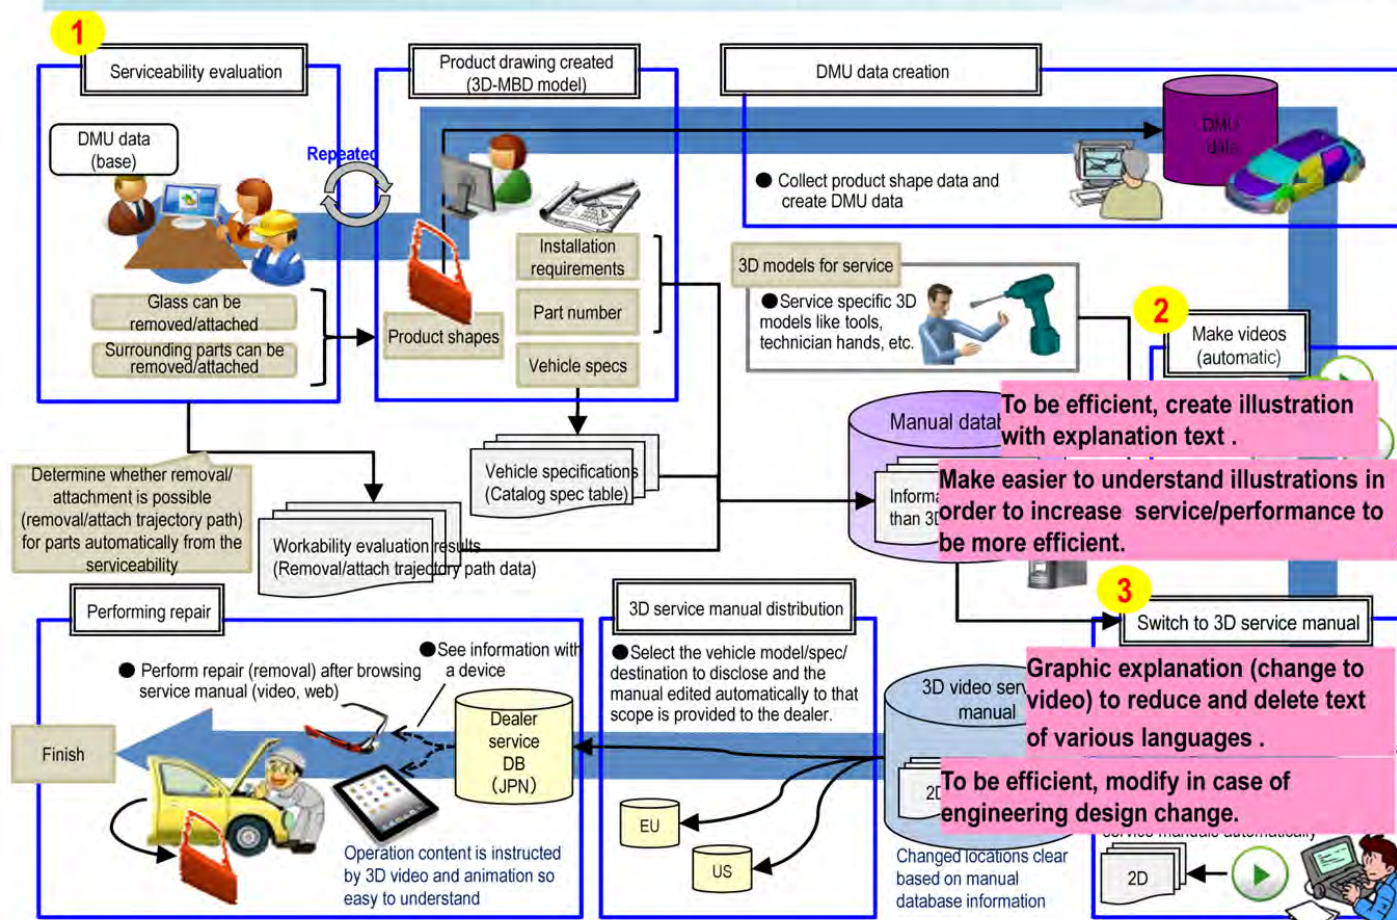 1
Serviceability evaluation
Product drawing created
(3D-MBD model)
DMU data creation
DMU data
(base)
Repeated
DMU
data
● Collect product shape data and
create DMU data
Installation
requirements
Part number
Vehicle specs
Product shapes
Glass can be
removed/attached
Surrounding parts can be
removed/attached
3D models for service
●Service specific 3D
models like tools,
technician hands, etc.
2
Make videos
(automatic)
To be efficient, create illustration
with explanation text .
Manual datab
Make easier to understand illustrations in
order to increase service/performance to
be more efficient.
Informa
than 3D
Vehicle specifications
(Catalog spec table)
Determine whether removal/
attachment is possible
(removal/attach trajectory path)
for parts automatically from the
serviceability
Workability evaluation results
(Removal/attach trajectory path data)
Performing repair
3D service manual distribution
3
Switch to 3D service manual
● Perform repair (removal) after browsing
service manual (video, web)
●See information with
a device
●Select the vehicle model/spec/
destination to disclose and the
manual edited automatically to that
scope is provided to the dealer.
3D video serv
manual
Graphic explanation (change to
video) to reduce and delete text
of various languages .
To be efficient, modify in case of
engineering design change.
Finish
Dealer
service
DB
(JPN)
EU
US
2D
Operation content is instructed
by 3D video and animation so
easy to understand
Changed locations clear
based on manual
database information
service manuals automatically
2D